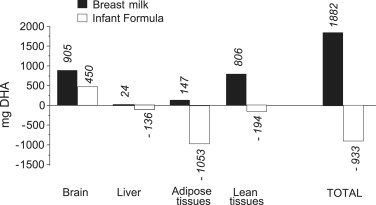 Breast milk
Infant Formula
mg DHA
2000
1500
1000
500
0
-500
-1000
-1500
905
450
24
- 136
147
- 1053
806
- 194
1882
- 933
Brain
Liver
Adipose
tissues
Lean
tissues
TOTAL